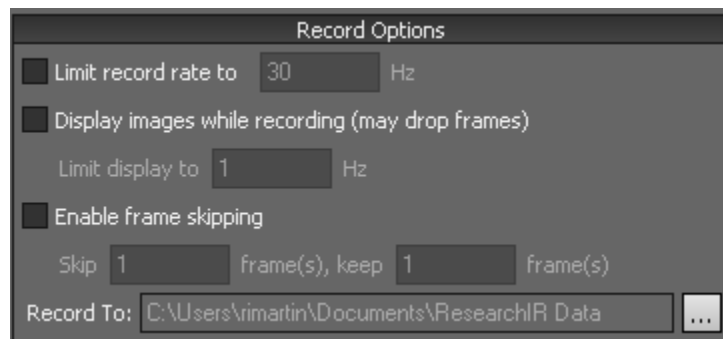 Record Options
Limit record rate to 30 Hz
Display images while recording (may drop frames)
Limit display to 1 Hz
Enable frame skipping
Skip 1 frame(s), keep 1 frame(s)
Record To: C:\Users\rimartin\Documents\ResearchIR Data ...